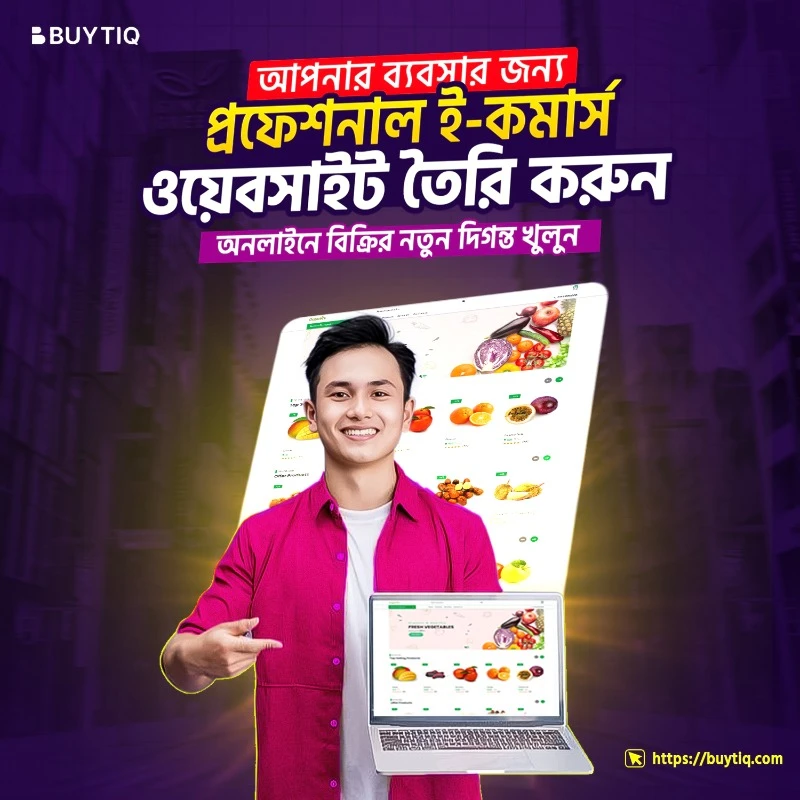 BUYTIQ
আপনার ব্যবসার জন্য
প্রফেশনাল ই-কমার্স
ওয়েবসাইট তৈরি করুন
অনলাইনে বিক্রির নতুন দিগন্ত খুলুন
FRESH VEGETABLES
https://buytiq.com